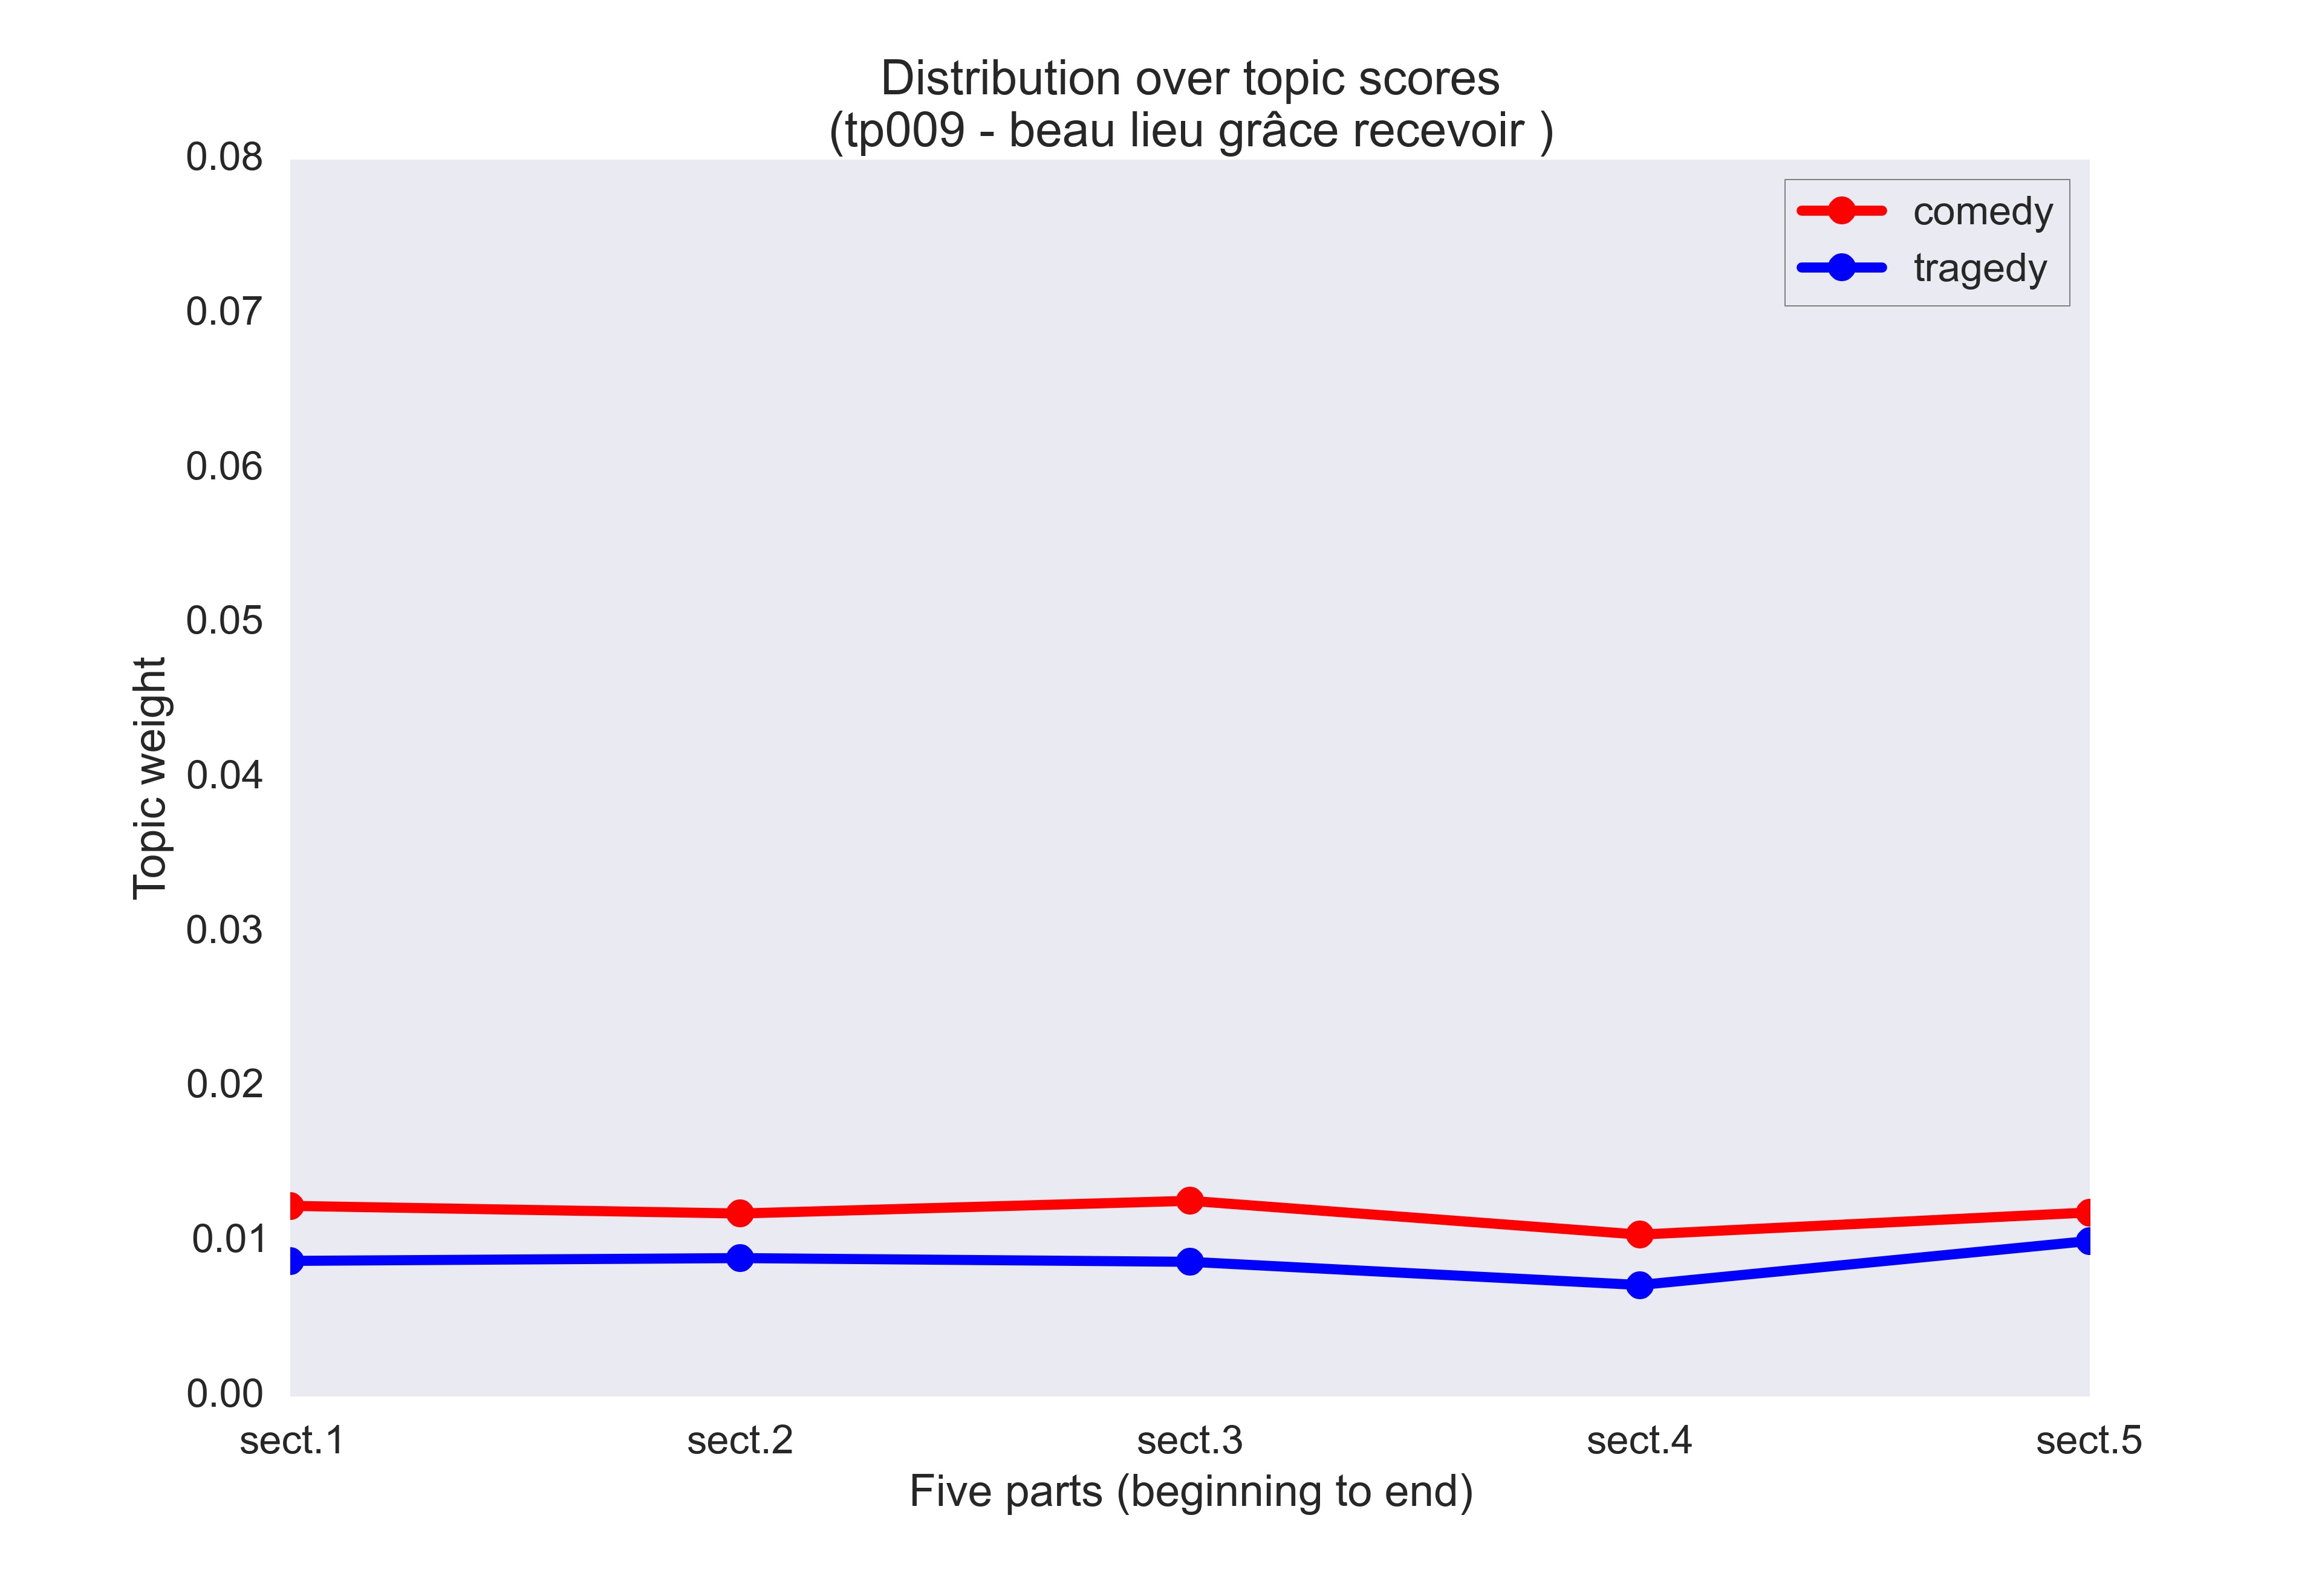 Distribution over topic scores
(tp009 - beau lieu grâce recevoir )
comedy
tragedy
Topic weight
0.08
0.07
0.06
0.05
0.04
0.03
0.02
0.01
0.00
sect.1 sect.2 sect.3 sect.4 sect.5
Five parts (beginning to end)